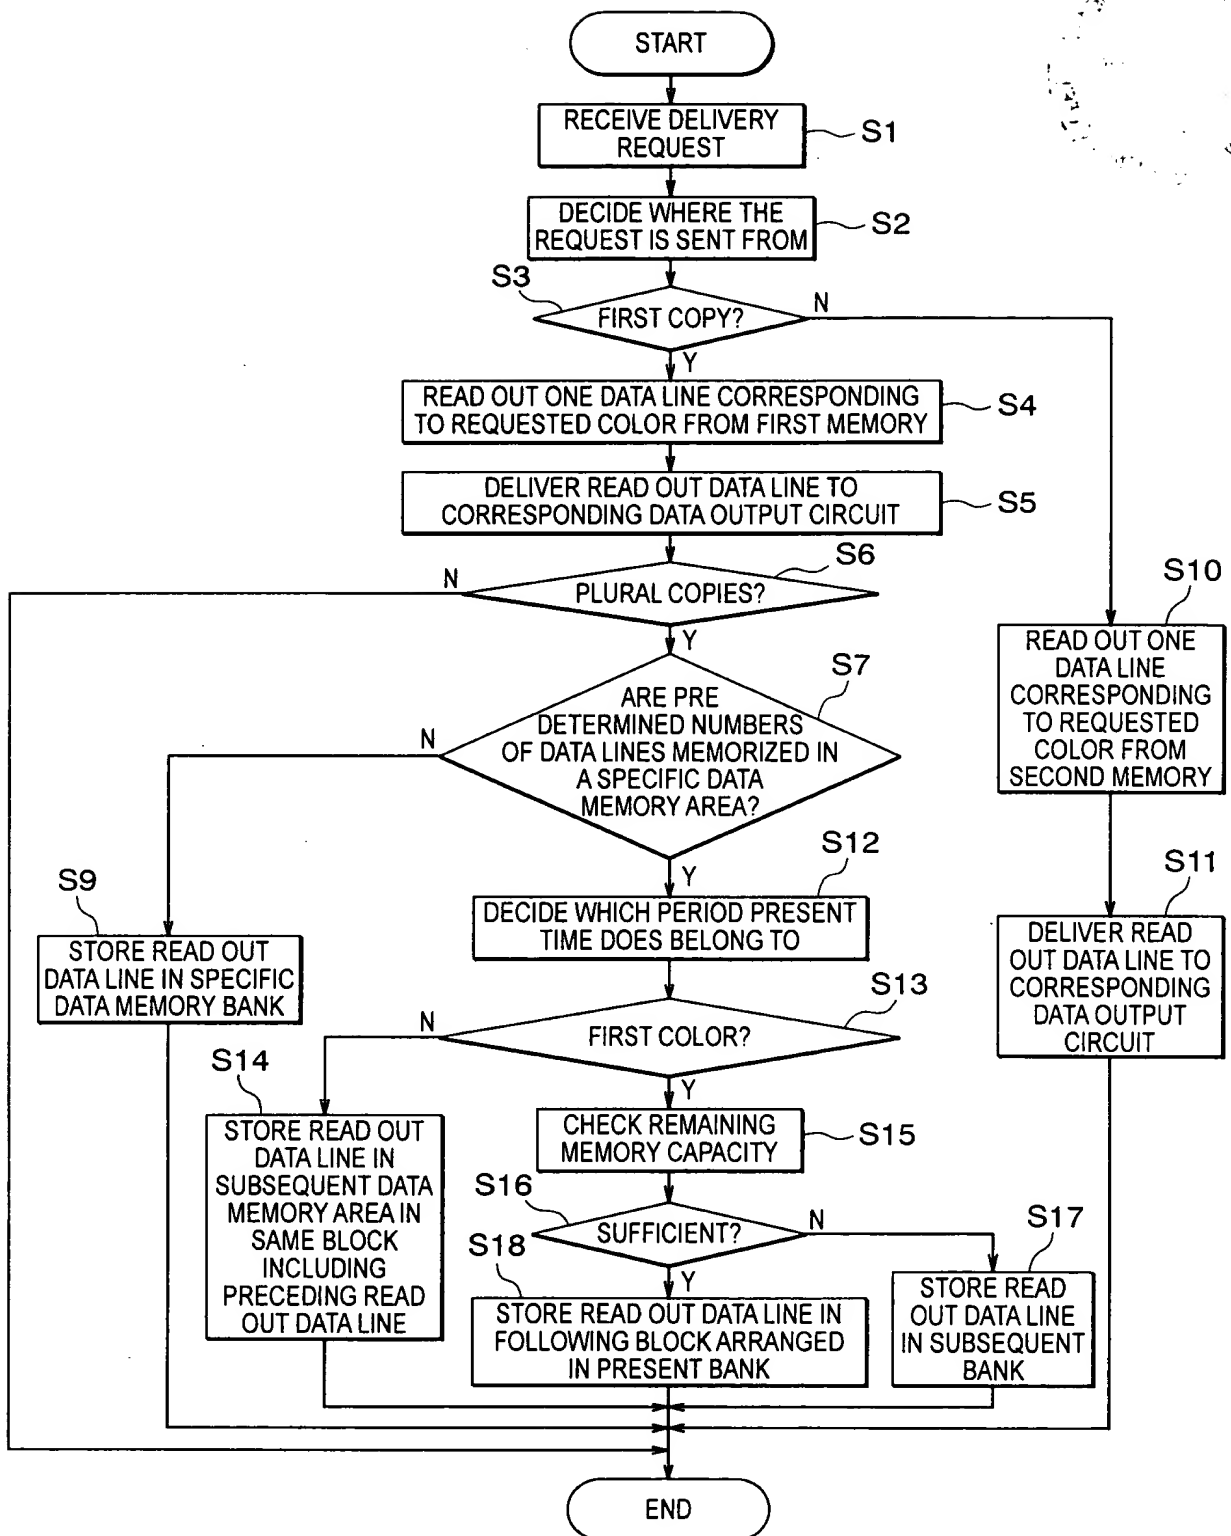 START
RECEIVE DELIVERY
REQUEST
S1
DECIDE WHERE THE
REQUEST IS SENT FROM
S2
S3
FIRST COPY?
N
Y
READ OUT ONE DATA LINE CORRESPONDING
TO REQUESTED COLOR FROM FIRST MEMORY
S4
DELIVER READ OUT DATA LINE TO
CORRESPONDING DATA OUTPUT CIRCUIT
S5
S6
N
PLURAL COPIES?
Y
S10
READ OUT ONE
DATA LINE
CORRESPONDING
TO REQUESTED
COLOR FROM
SECOND MEMORY
S7
ARE PRE
DETERMINED NUMBERS
OF DATA LINES MEMORIZED IN
A SPECIFIC DATA
MEMORY AREA?
N
Y
S9
STORE READ OUT
DATA LINE IN SPECIFIC
DATA MEMORY BANK
S12
DECIDE WHICH PERIOD PRESENT
TIME DOES BELONG TO
S11
DELIVER READ
OUT DATA LINE TO
CORRESPONDING
DATA OUTPUT
CIRCUIT
S13
N
FIRST COLOR?
Y
S14
STORE READ OUT
DATA LINE IN
SUBSEQUENT DATA
MEMORY AREA IN
SAME BLOCK
INCLUDING
PRECEDING READ
OUT DATA LINE
CHECK REMAINING
MEMORY CAPACITY
S15
S16
SUFFICIENT?
N
Y
S17
STORE READ
OUT DATA LINE
IN SUBSEQUENT
BANK
S18
STORE READ OUT DATA LINE IN
FOLLOWING BLOCK ARRANGED
IN PRESENT BANK
END